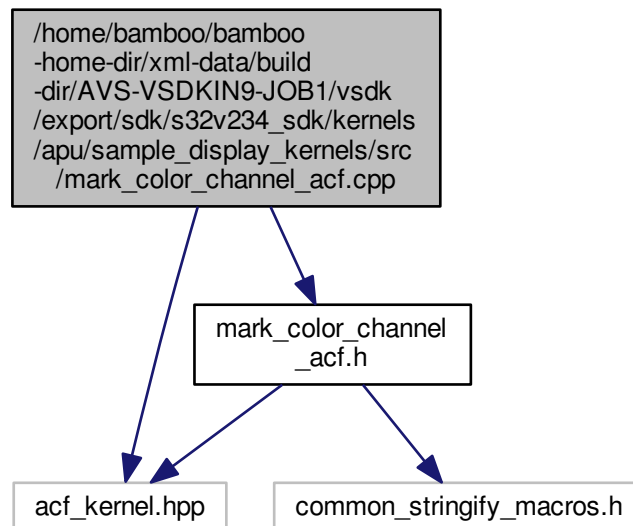 /home/bamboo/bamboo
-home-dir/xml-data/build
-dir/AVS-VSDKIN9-JOB1/vsdk
/export/sdk/s32v234_sdk/kernels
/apu/sample_display_kernels/src
/mark_color_channel_acf.cpp
mark_color_channel
_acf.h
acf_kernel.hpp
common_stringify_macros.h